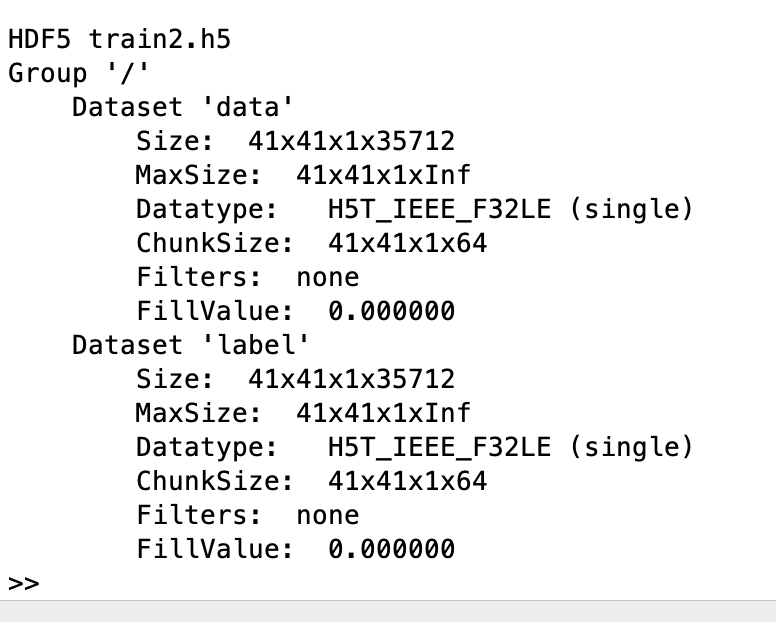 HDF5 train2.h5
Group '/'
    Dataset 'data'
        Size:  41x41x1x35712
        MaxSize:  41x41x1xInf
        Datatype:   H5T_IEEE_F32LE (single)
        ChunkSize:  41x41x1x64
        Filters:  none
        FillValue:  0.000000
    Dataset 'label'
        Size:  41x41x1x35712
        MaxSize:  41x41x1xInf
        Datatype:   H5T_IEEE_F32LE (single)
        ChunkSize:  41x41x1x64
        Filters:  none
        FillValue:  0.000000
>>